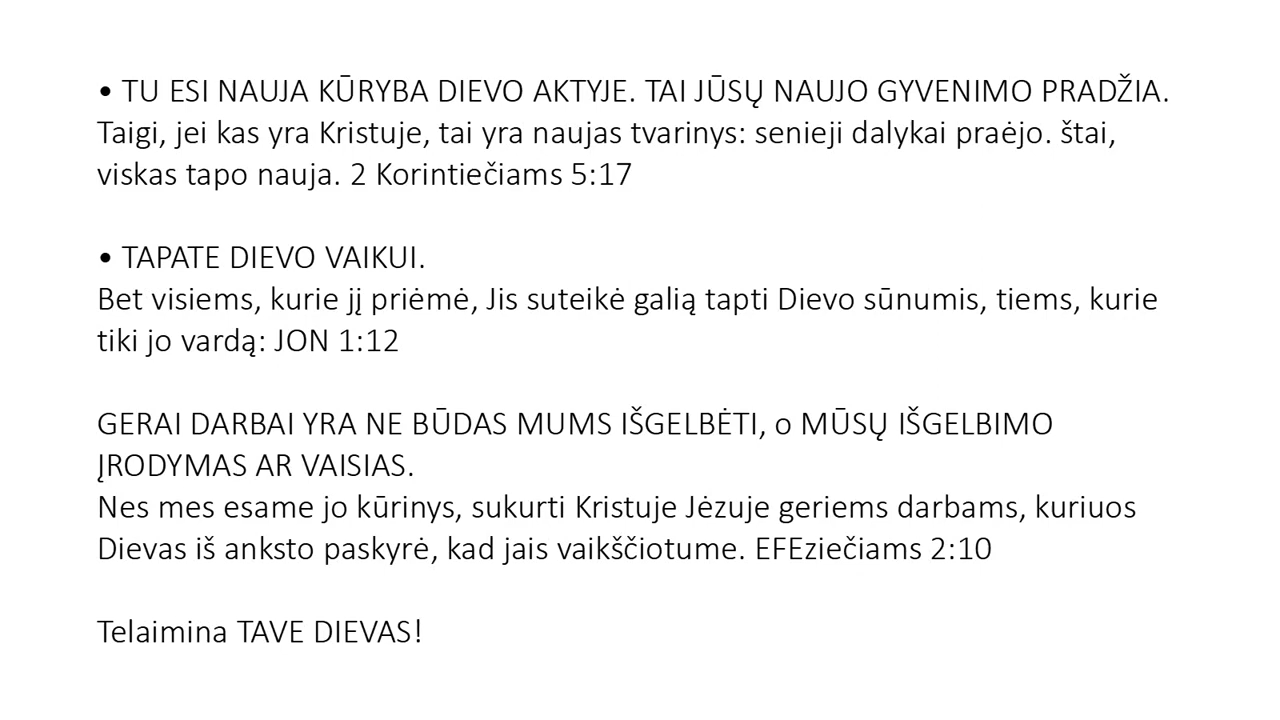 • TU ESI NAUJA KŪRYBA DIEVO AKTYJE. TAI JŪSŲ NAUJO GYVENIMO PRADŽIA.
Taigi, jei kas yra Kristuje, tai yra naujas tvarinys: senieji dalykai praėjo. štai,
viskas tapo nauja. 2 Korintiečiams 5:17
• TAPATE DIEVO VAIKUI.
Bet visiems, kurie jį priėmė, Jis suteikė galią tapti Dievo sūnumis, tiems, kurie
tiki jo vardą: JON 1:12
GERAI DARBAI YRA NE BŪDAS MUMS IŠGELBĖTI, o MŪSŲ IŠGELBIMO
ĮRODYMAS AR VAISIAS.
Nes mes esame jo kūrinys, sukurti Kristuje Jėzuje geriems darbams, kuriuos
Dievas iš anksto paskyrė, kad jais vaikščiotume. EFEziečiams 2:10
Telaimina TAVE DIEVAS!